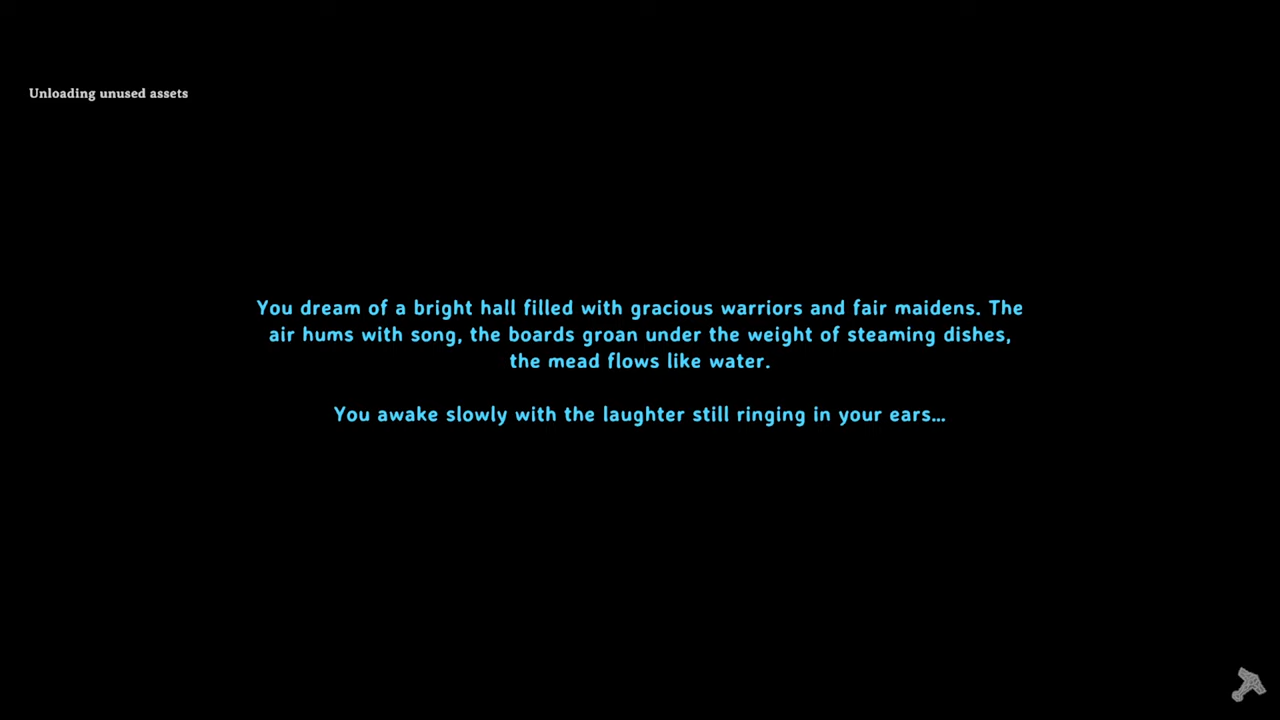 Unloading unused assets
You dream of a bright hall filled with gracious warriors and fair maidens. The
air hums with song, the boards groan under the weight of steaming dishes,
the mead flows like water.
You awake slowly with the laughter still ringing in your ears...